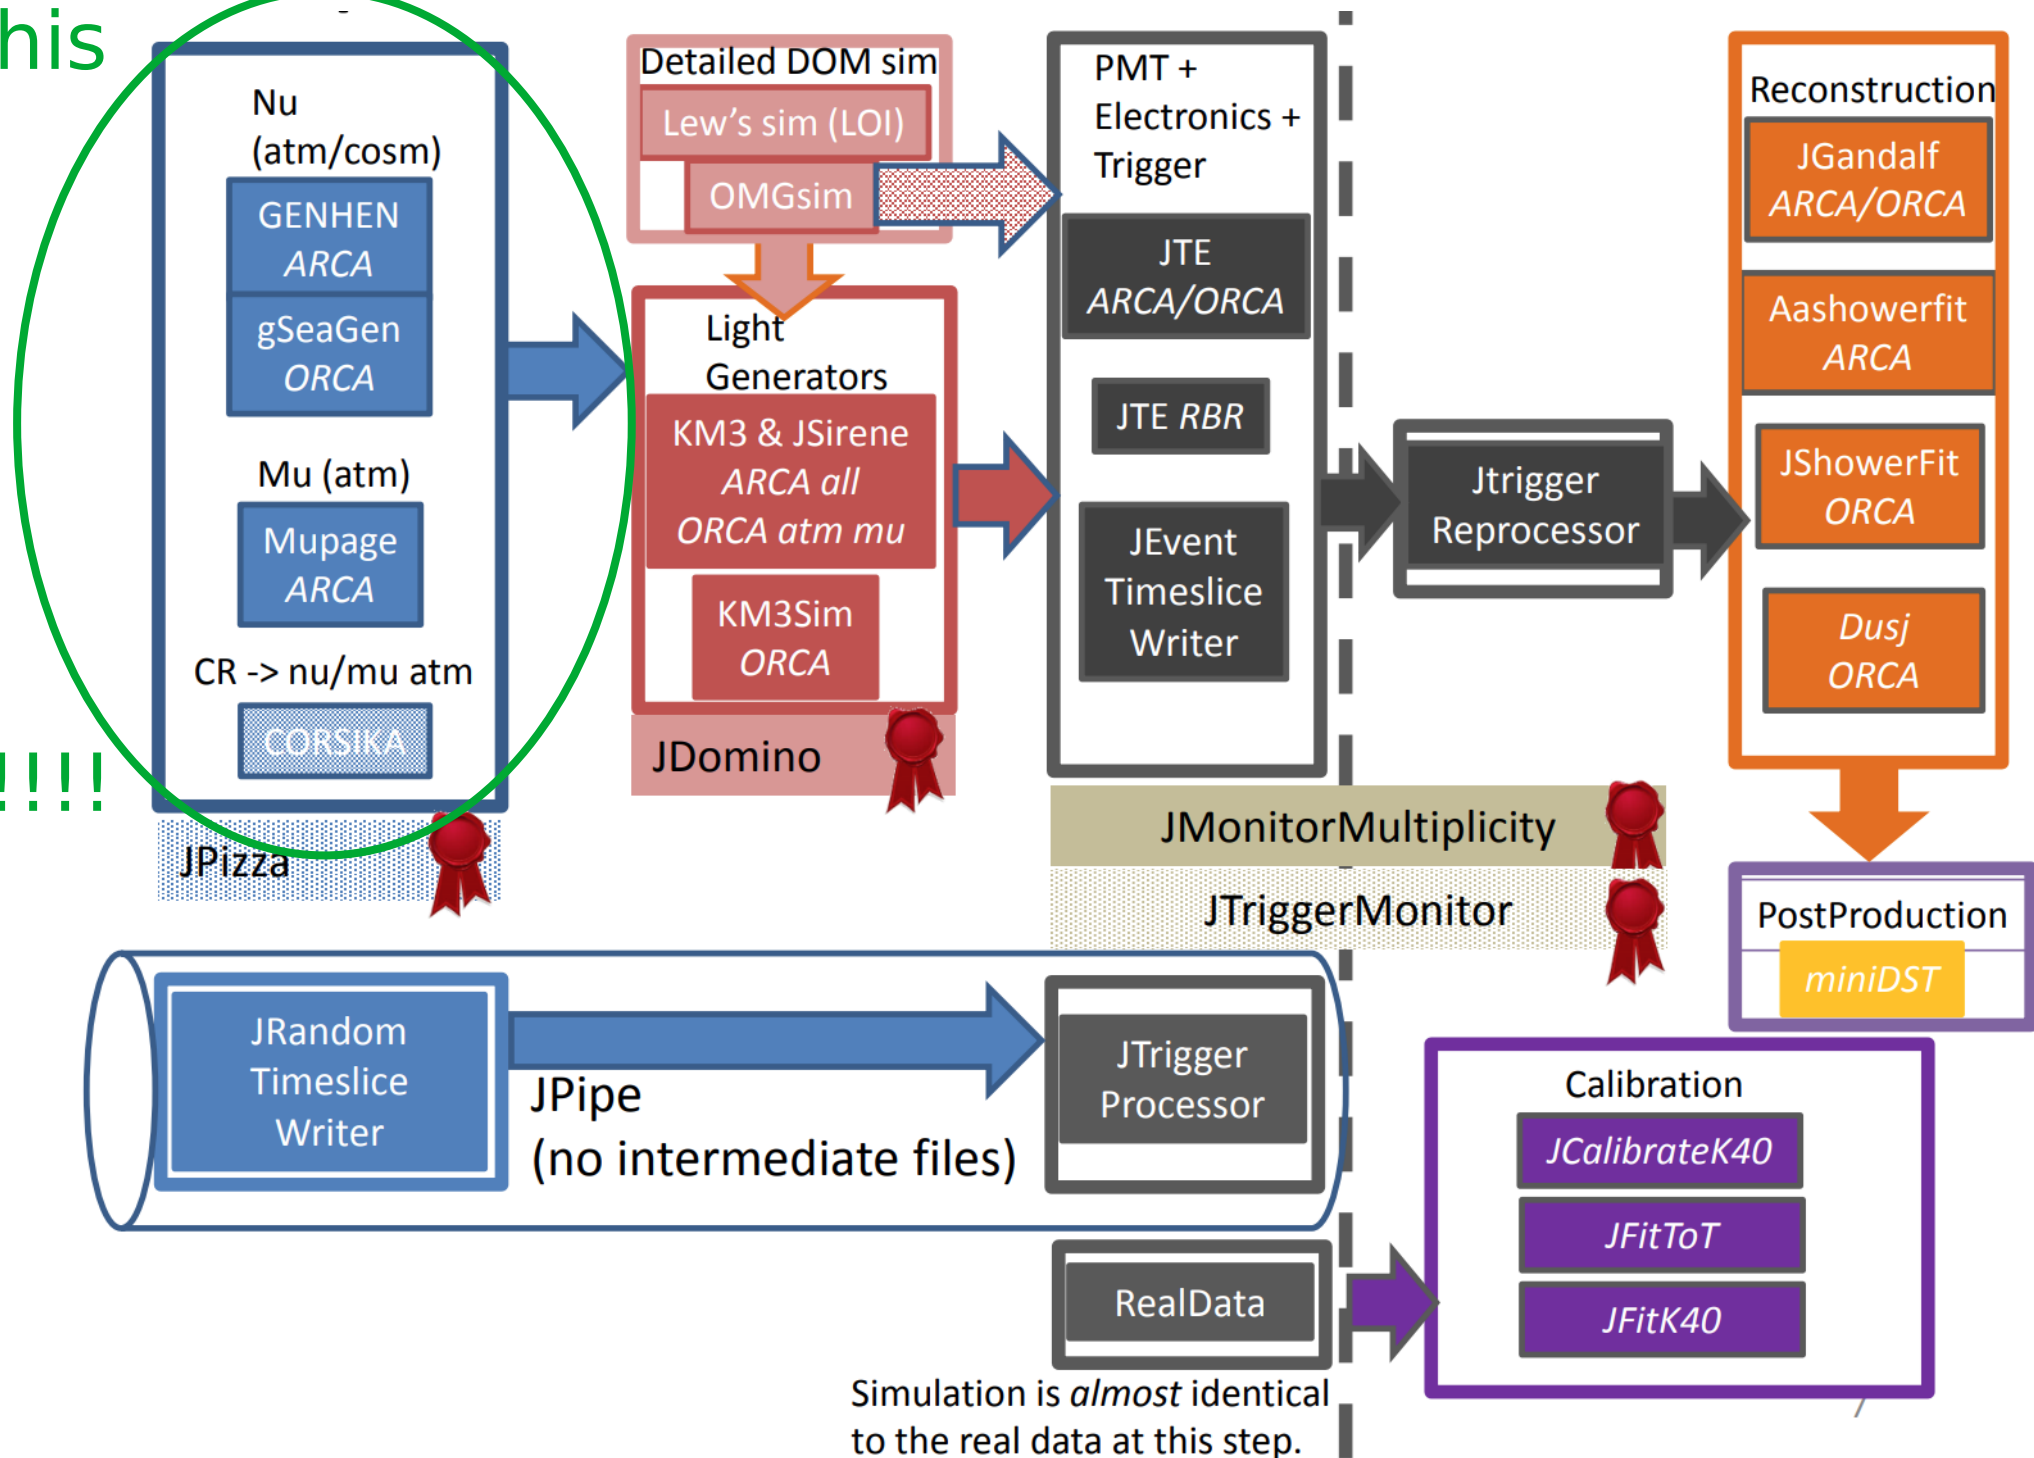 his
!!!!
Nu
(atm/cosm)
GENHEN
ARCA
gSeaGen
ORCA
Mu (atm)
Mupage
ARCA
CR -> nu/mu atm
CORSIKA
JPizza
Detailed DOM sim
Lew’s sim (LOI)
OMGsim
Light
Generators
KM3 & JSirene
ARCA all
ORCA atm mu
KM3Sim
ORCA
JDomino
PMT +
Electronics +
Trigger
JTE
ARCA/ORCA
JTE RBR
JEvent
Timeslice
Writer
Jtrigger
Reprocessor
Reconstruction
JGandalf
ARCA/ORCA
Aashowerfit
ARCA
JShowerFit
ORCA
Dusj
ORCA
JMonitorMultiplicity
JTriggerMonitor
PostProduction
miniDST
JRandom
Timeslice
Writer
JPipe
(no intermediate files)
JTrigger
Processor
RealData
Calibration
JCalibrateK40
JFitToT
JFitK40
Simulation is almost identical
to the real data at this step.